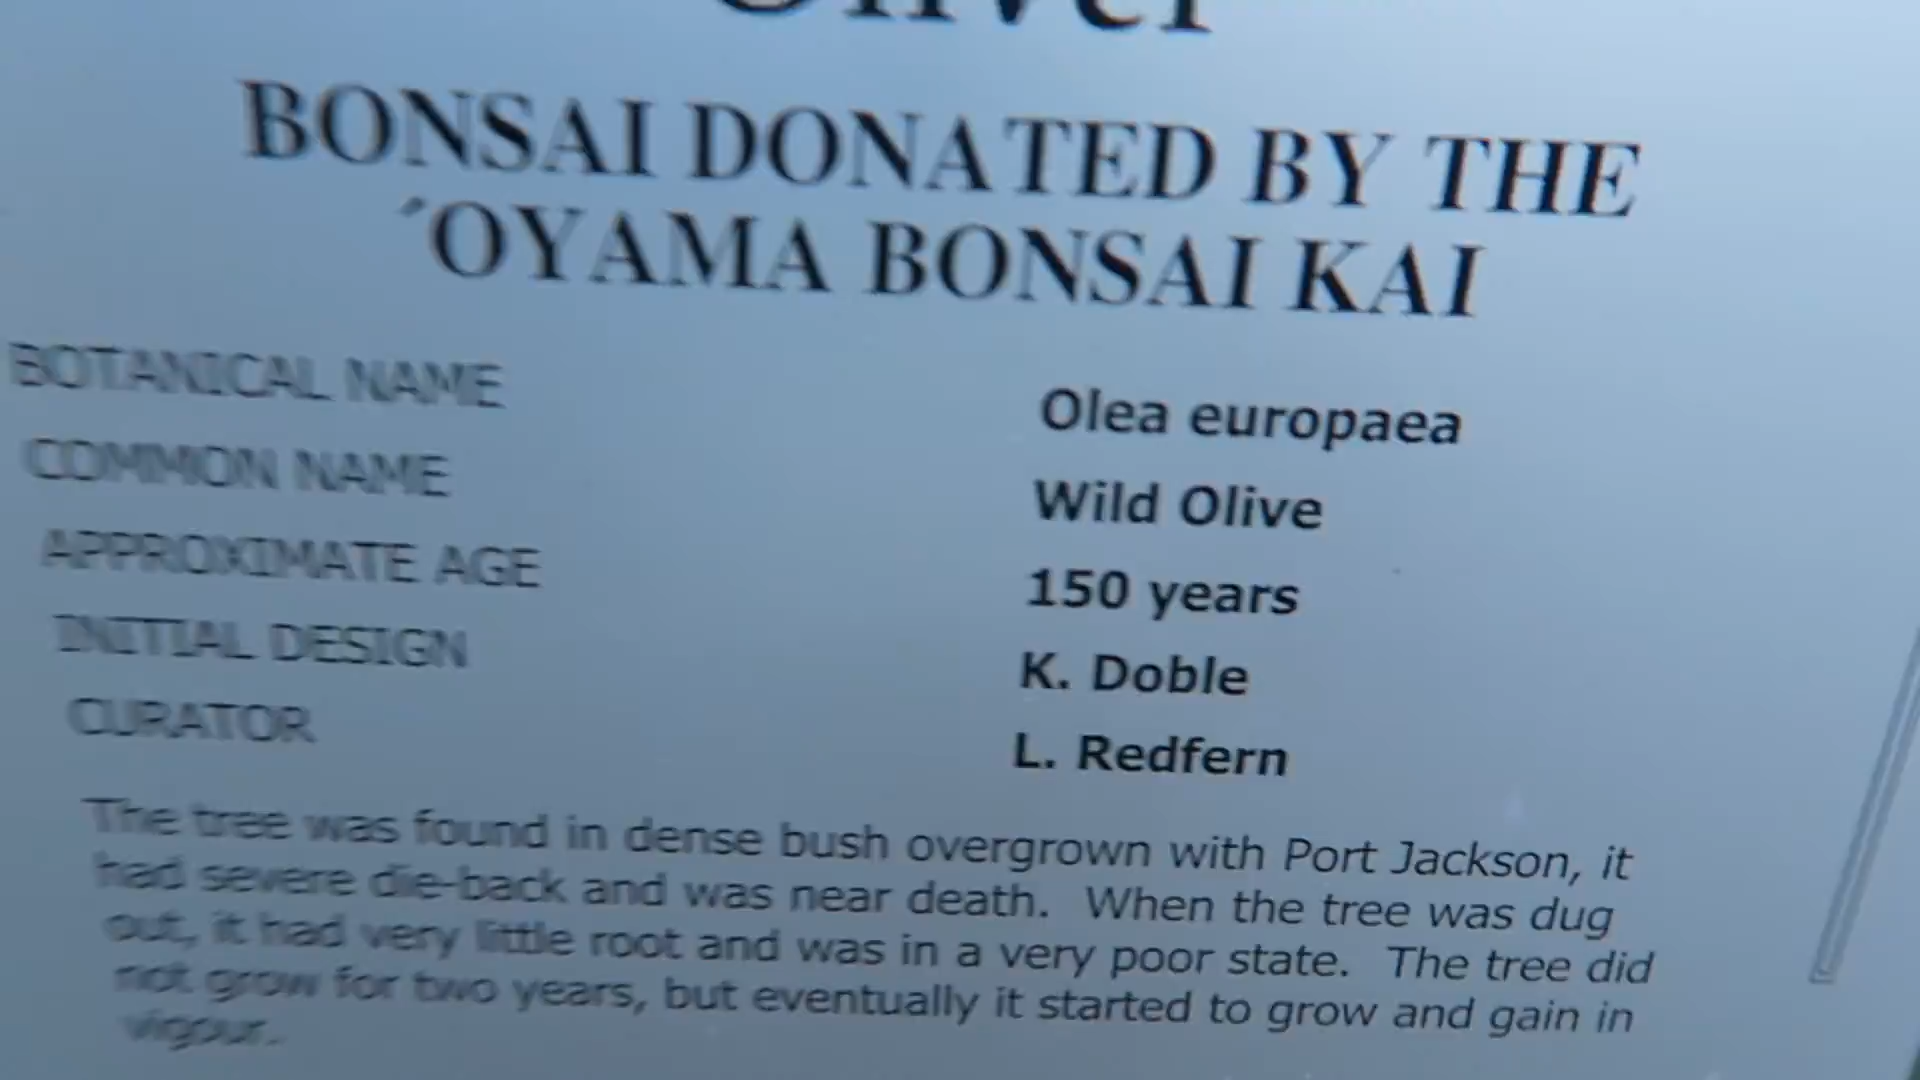 BONSAI DONATED BY THE
´OYAMA BONSAI KAI
BOTANICAL NAME Olea europaea
COMMON NAME Wild Olive
APPROXIMATE AGE 150 years
INITIAL DESIGN K. Doble
CURATOR L. Redfern
The tree was found in dense bush overgrown with Port Jackson, it
had severe die-back and was near death. When the tree was dug
out, it had very little root and was in a very poor state. The tree did
not grow for two years, but eventually it started to grow and gain in
vigour.